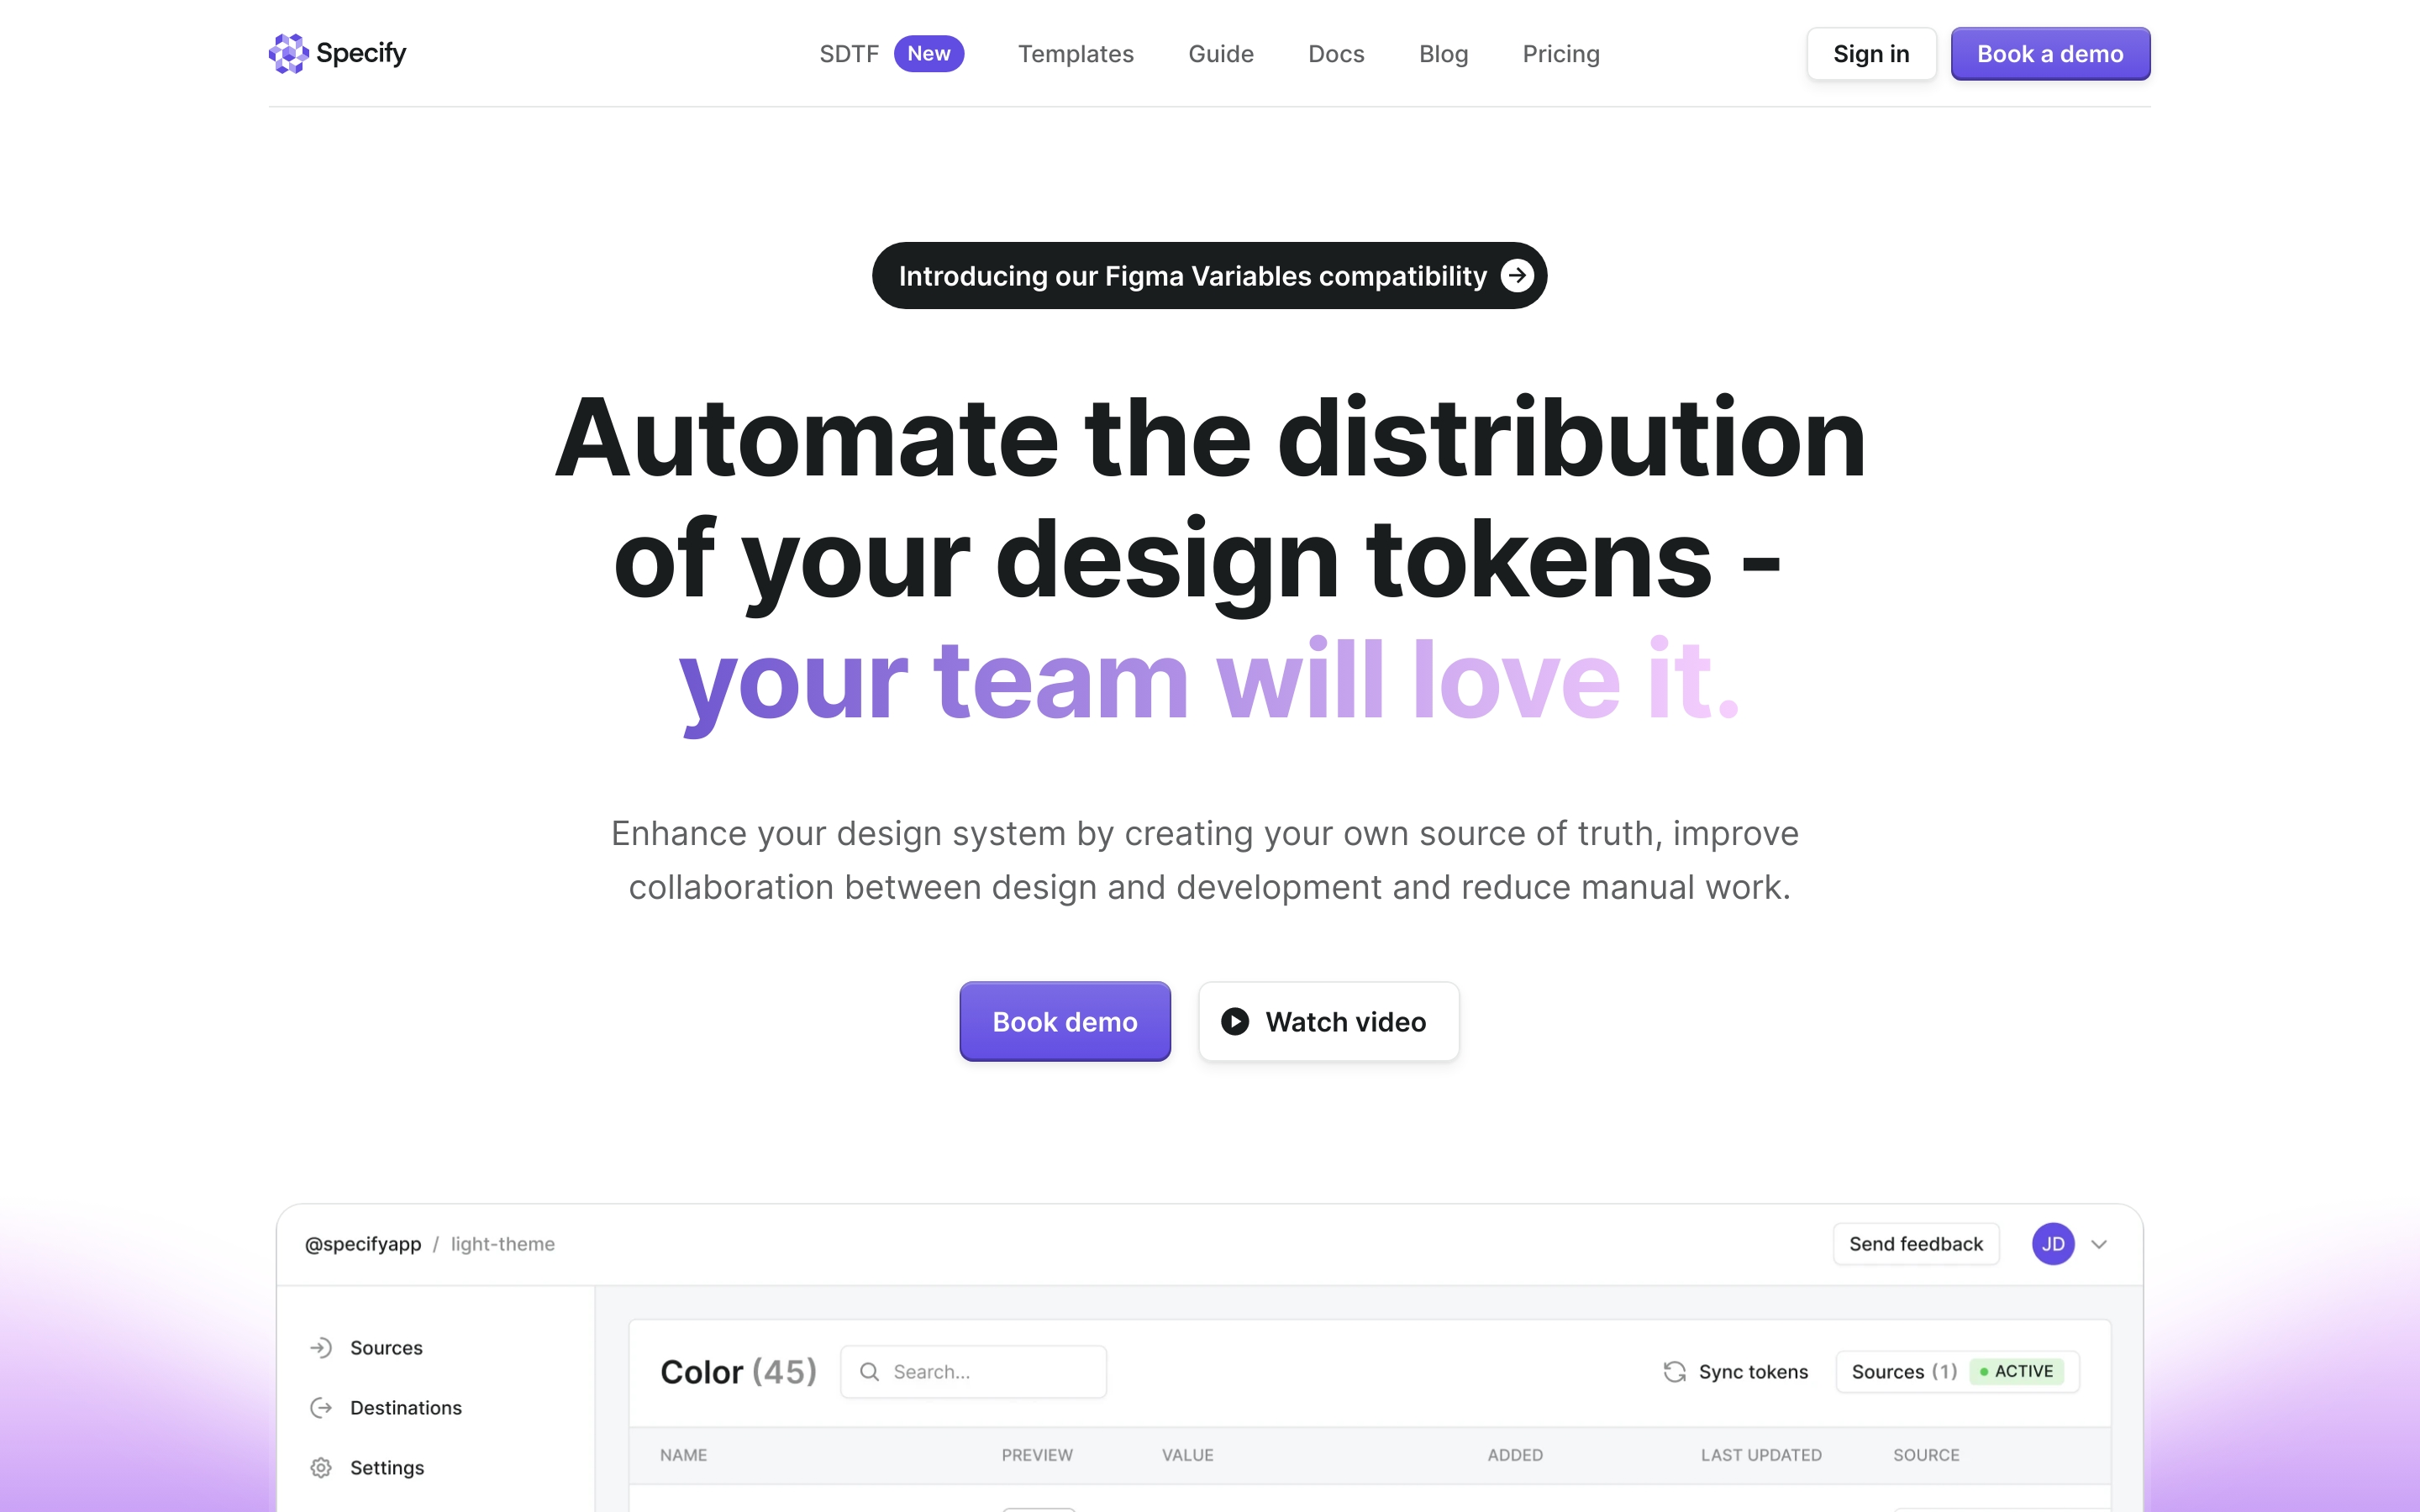 Specify
SDTF New Templates Guide Docs Blog Pricing
Sign in Book a demo
Introducing our Figma Variables compatibility
Automate the distribution
of your design tokens -
your team will love it.
Enhance your design system by creating your own source of truth, improve
collaboration between design and development and reduce manual work.
Book demo Watch video
@specifyapp / light-theme
Send feedback JD
Sources
Destinations
Settings
Color (45) Search... Sync tokens Sources (1) ACTIVE
NAME PREVIEW VALUE ADDED LAST UPDATED SOURCE